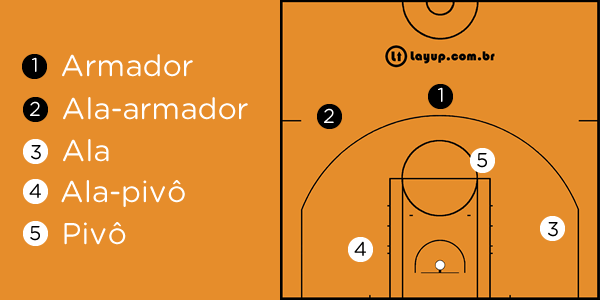 1 Armador
2 Ala-armador
3 Ala
4 Ala-pivô
5 Pivô
Lt Layup.com.br
1
2
5
3
4